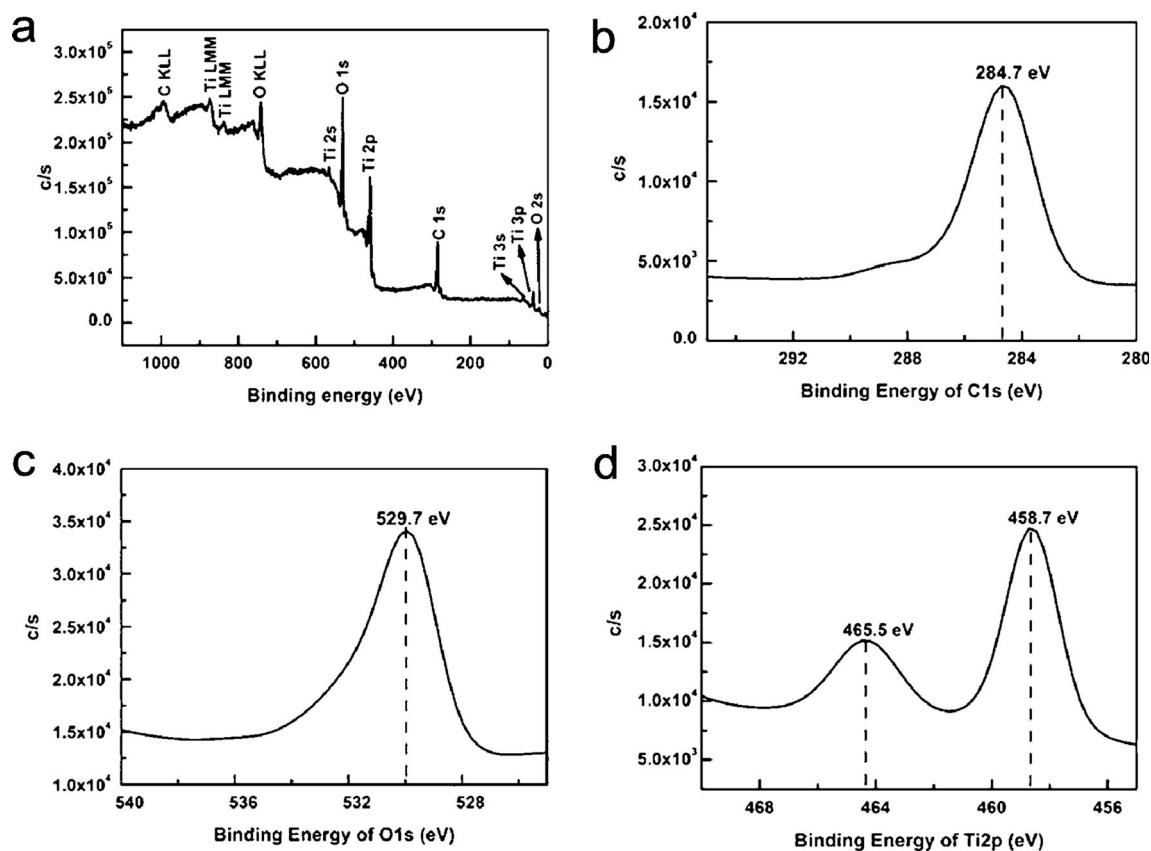 a
3.0x10⁵
2.5x10⁵
2.0x10⁵
1.5x10⁵
1.0x10⁵
5.0x10⁴
0.0
c/s
C KLL
Ti LMM
Ti LMM
O KLL
Ti 2s
O 1s
Ti 2p
C 1s
Ti 3s
Ti 3p
O 2s
1000 800 600 400 200 0
Binding energy (eV)
b
2.0x10⁴
1.5x10⁴
1.0x10⁴
5.0x10³
0.0
c/s
284.7 eV
292 288 284 280
Binding Energy of C1s (eV)
c
4.0x10⁴
3.5x10⁴
3.0x10⁴
2.5x10⁴
2.0x10⁴
1.5x10⁴
1.0x10⁴
c/s
529.7 eV
540 536 532 528
Binding Energy of O1s (eV)
d
3.0x10⁴
2.5x10⁴
2.0x10⁴
1.5x10⁴
1.0x10⁴
5.0x10³
c/s
465.5 eV
458.7 eV
468 464 460 456
Binding Energy of Ti2p (eV)